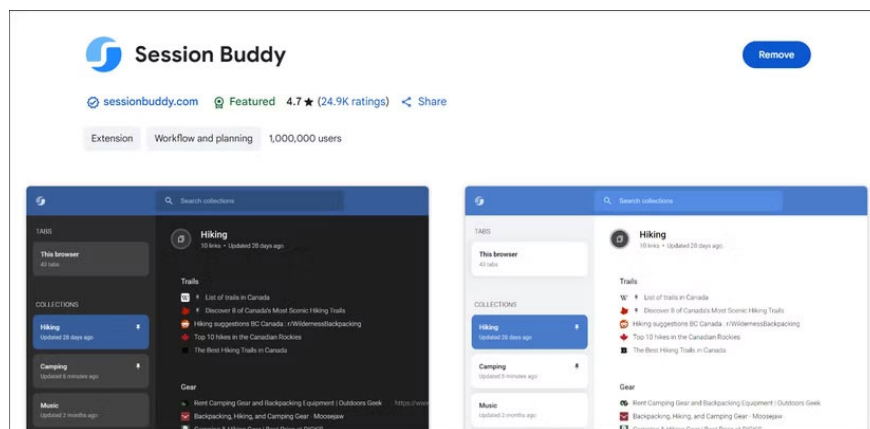 Session Buddy
Remove
sessionbuddy.com Featured 4.7 ★ (24.9K ratings) Share
Extension Workflow and planning 1,000,000 users
Search collections
TABS
This browser
43 tabs
COLLECTIONS
Hiking
Updated 28 days ago
Camping
Updated 6 minutes ago
Music
Updated 2 months ago
Hiking
10 links • Updated 28 days ago
Trails
List of trails in Canada
Discover 8 of Canada's Most Scenic Hiking Trails
Hiking suggestions BC Canada : r/WildernessBackpacking
Top 10 hikes in the Canadian Rockies
The Best Hiking Trails in Canada
Gear
Rent Camping Gear and Backpacking Equipment | Outdoors Geek https://www
Backpacking, Hiking, and Camping Gear - Moosejaw
Search collections
TABS
This browser
43 tabs
COLLECTIONS
Hiking
Updated 28 days ago
Camping
Updated 5 minutes ago
Music
Updated 2 months ago
Hiking
10 links • Updated 28 days ago
Trails
List of trails in Canada
Discover 8 of Canada's Most Scenic Hiking Trails
Hiking suggestions BC Canada : r/WildernessBackpacking
Top 10 hikes in the Canadian Rockies
The Best Hiking Trails in Canada
Gear
Rent Camping Gear and Backpacking Equipment | Outdoors Geek
Backpacking, Hiking, and Camping Gear - Moosejaw